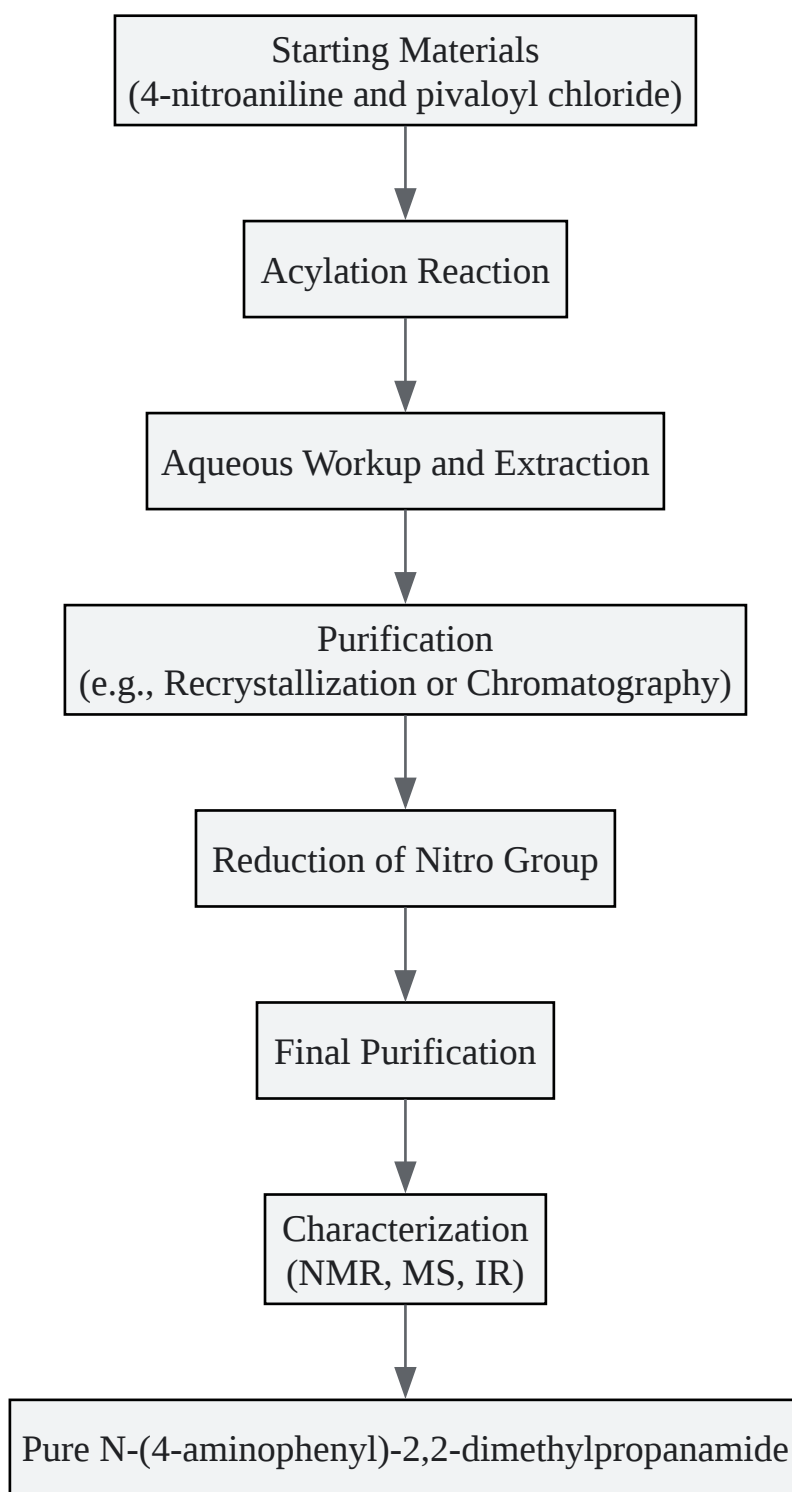 Starting Materials
(4-nitroaniline and pivaloyl chloride)
Acylation Reaction
Aqueous Workup and Extraction
Purification
(e.g., Recrystallization or Chromatography)
Reduction of Nitro Group
Final Purification
Characterization
(NMR, MS, IR)
Pure N-(4-aminophenyl)-2,2-dimethylpropanamide